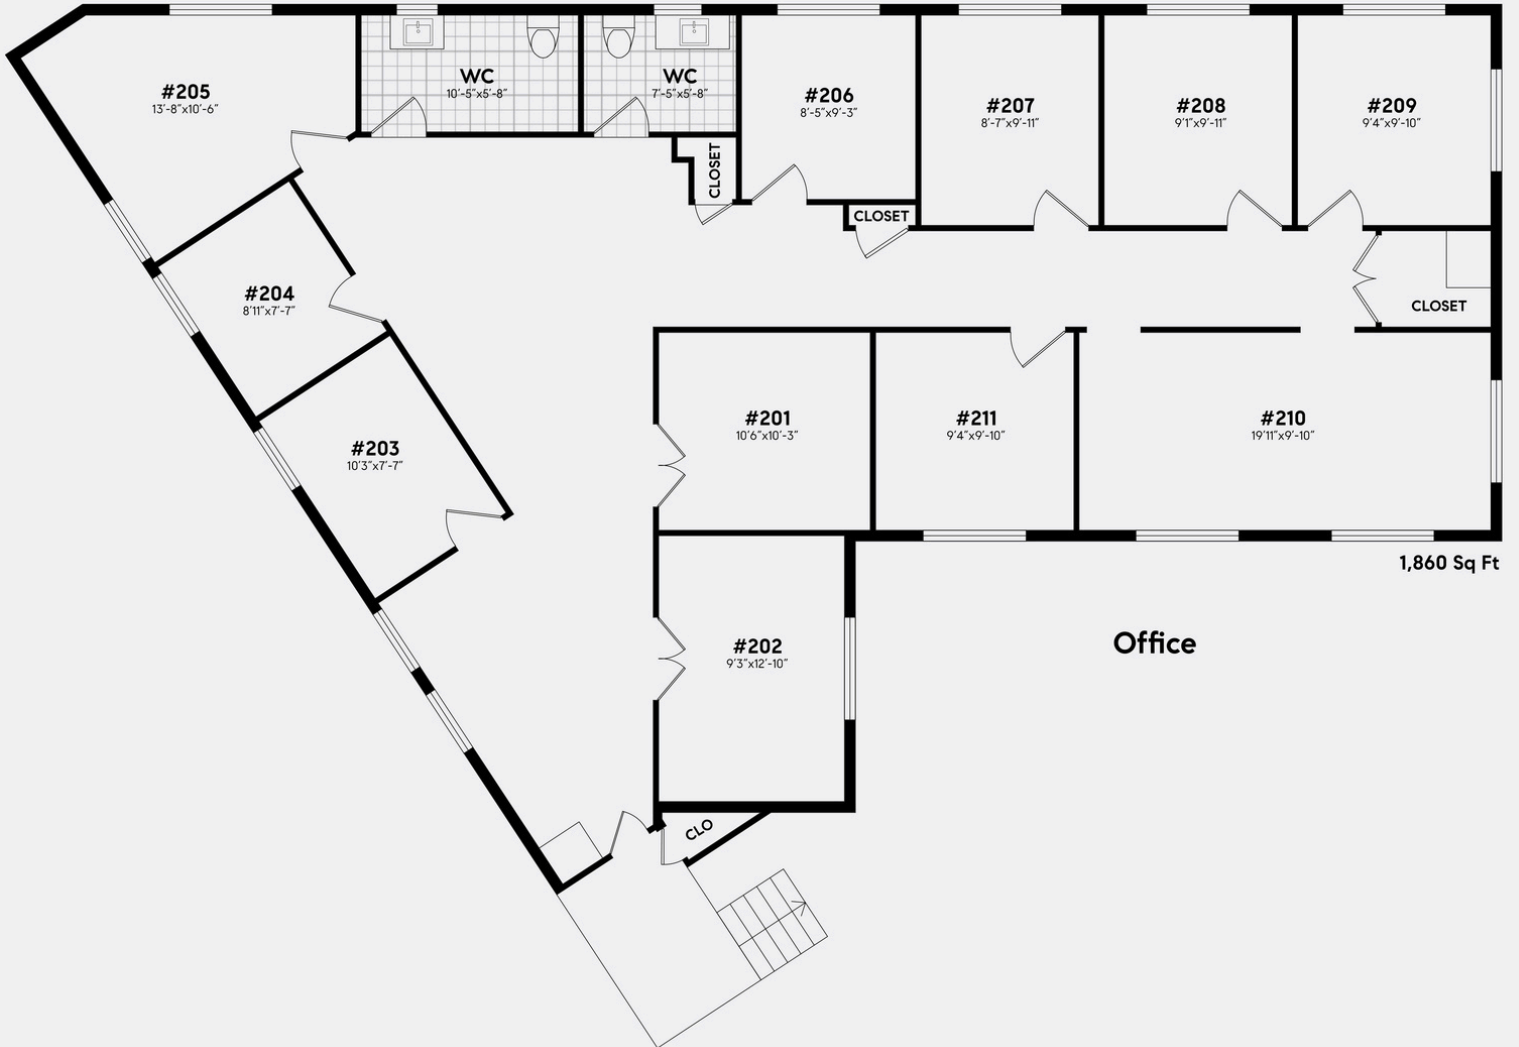 #205
13'-8"x10'-6"
WC
10'-5"x5'-8"
WC
7'-5"x5'-8"
#206
8'-5"x9'-3"
#207
8'-7"x9'-11"
#208
9'1"x9'-11"
#209
9'4"x9'-10"
CLOSET
CLOSET
CLOSET
#204
8'11"x7'-7"
#203
10'3"x7'-7"
#201
10'6"x10'-3"
#211
9'4"x9'-10"
#210
19'11"x9'-10"
1,860 Sq Ft
#202
9'3"x12'-10"
Office
CLO